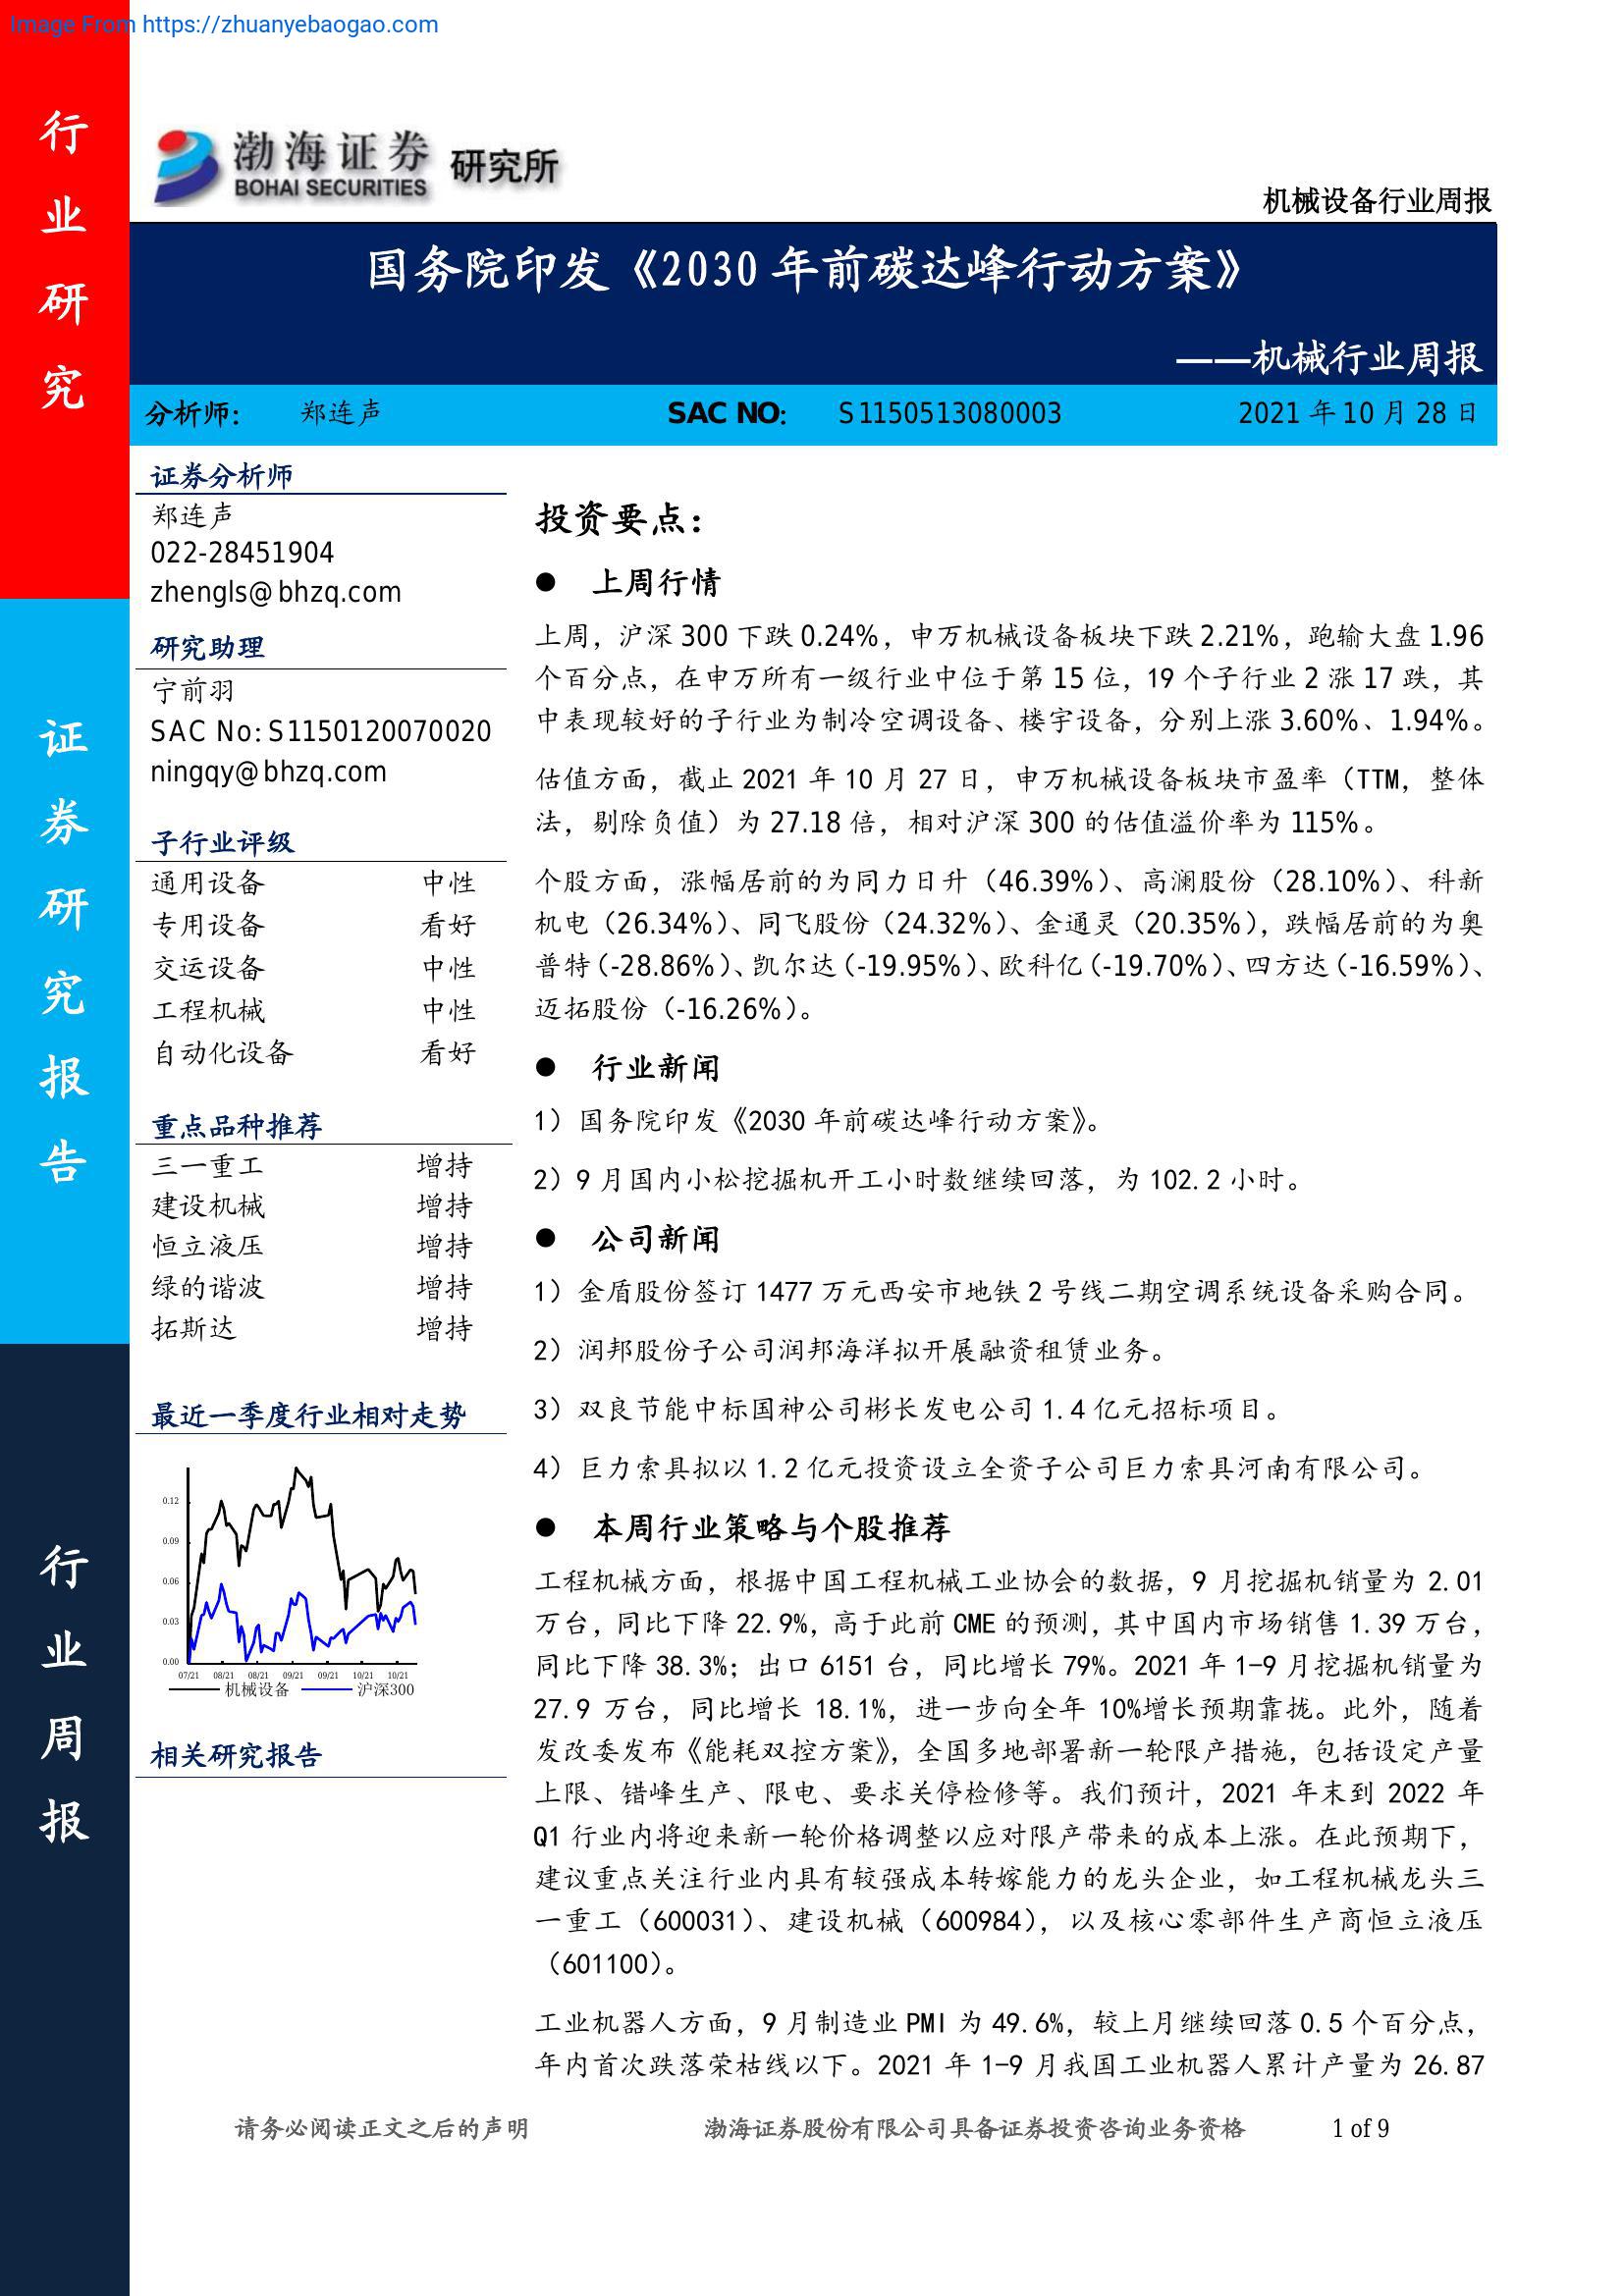 Image From https://zhuanyebaogao.com
行业研究
证券研究报告
行业周报
渤海证券 研究所
BOHAI SECURITIES
机械设备行业周报
国务院印发《2030 年前碳达峰行动方案》
——机械行业周报
分析师: 郑连声 SAC NO: S1150513080003 2021 年 10 月 28 日
证券分析师
郑连声
022-28451904
zhengls@bhzq.com
研究助理
宁前羽
SAC No:S1150120070020
ningqy@bhzq.com
子行业评级
通用设备 中性
专用设备 看好
交运设备 中性
工程机械 中性
自动化设备 看好
重点品种推荐
三一重工 增持
建设机械 增持
恒立液压 增持
绿的谐波 增持
拓斯达 增持
最近一季度行业相对走势
0.12
0.09
0.06
0.03
0.00
07/21 08/21 08/21 09/21 09/21 10/21 10/21
机械设备 沪深300
相关研究报告
投资要点:
● 上周行情
上周，沪深 300 下跌 0.24%，申万机械设备板块下跌 2.21%，跑输大盘 1.96
个百分点，在申万所有一级行业中位于第 15 位，19 个子行业 2 涨 17 跌，其
中表现较好的子行业为制冷空调设备、楼宇设备，分别上涨 3.60%、1.94%。
估值方面，截止 2021 年 10 月 27 日，申万机械设备板块市盈率（TTM，整体
法，剔除负值）为 27.18 倍，相对沪深 300 的估值溢价率为 115%。
个股方面，涨幅居前的为同力日升（46.39%）、高澜股份（28.10%）、科新
机电（26.34%）、同飞股份（24.32%）、金通灵（20.35%），跌幅居前的为奥
普特（-28.86%）、凯尔达（-19.95%）、欧科亿（-19.70%）、四方达（-16.59%）、
迈拓股份（-16.26%）。
● 行业新闻
1）国务院印发《2030 年前碳达峰行动方案》。
2）9 月国内小松挖掘机开工小时数继续回落，为 102.2 小时。
● 公司新闻
1）金盾股份签订 1477 万元西安市地铁 2 号线二期空调系统设备采购合同。
2）润邦股份子公司润邦海洋拟开展融资租赁业务。
3）双良节能中标国神公司彬长发电公司 1.4 亿元招标项目。
4）巨力索具拟以 1.2 亿元投资设立全资子公司巨力索具河南有限公司。
● 本周行业策略与个股推荐
工程机械方面，根据中国工程机械工业协会的数据，9 月挖掘机销量为 2.01
万台，同比下降 22.9%，高于此前 CME 的预测，其中国内市场销售 1.39 万台，
同比下降 38.3%；出口 6151 台，同比增长 79%。2021 年 1-9 月挖掘机销量为
27.9 万台，同比增长 18.1%，进一步向全年 10%增长预期靠拢。此外，随着
发改委发布《能耗双控方案》，全国多地部署新一轮限产措施，包括设定产量
上限、错峰生产、限电、要求关停检修等。我们预计，2021 年末到 2022 年
Q1 行业内将迎来新一轮价格调整以应对限产带来的成本上涨。在此预期下，
建议重点关注行业内具有较强成本转嫁能力的龙头企业，如工程机械龙头三
一重工（600031）、建设机械（600984），以及核心零部件生产商恒立液压
（601100）。
工业机器人方面，9 月制造业 PMI 为 49.6%，较上月继续回落 0.5 个百分点，
年内首次跌落荣枯线以下。2021 年 1-9 月我国工业机器人累计产量为 26.87
请务必阅读正文之后的声明 渤海证券股份有限公司具备证券投资咨询业务资格 1 of 9